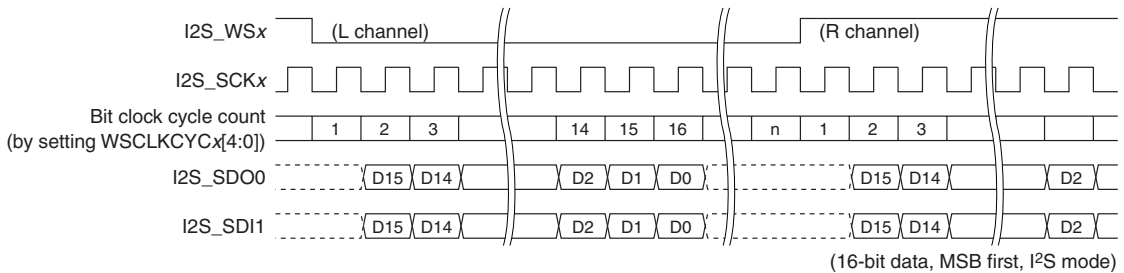 I2S_WSx (L channel) (R channel)
I2S_SCKx
Bit clock cycle count
(by setting WSCLKCYCx[4:0]) 1 2 3 14 15 16 n 1 2 3
I2S_SDO0 D15 D14 D2 D1 D0 D15 D14 D2
I2S_SDI1 D15 D14 D2 D1 D0 D15 D14 D2
(16-bit data, MSB first, I²S mode)